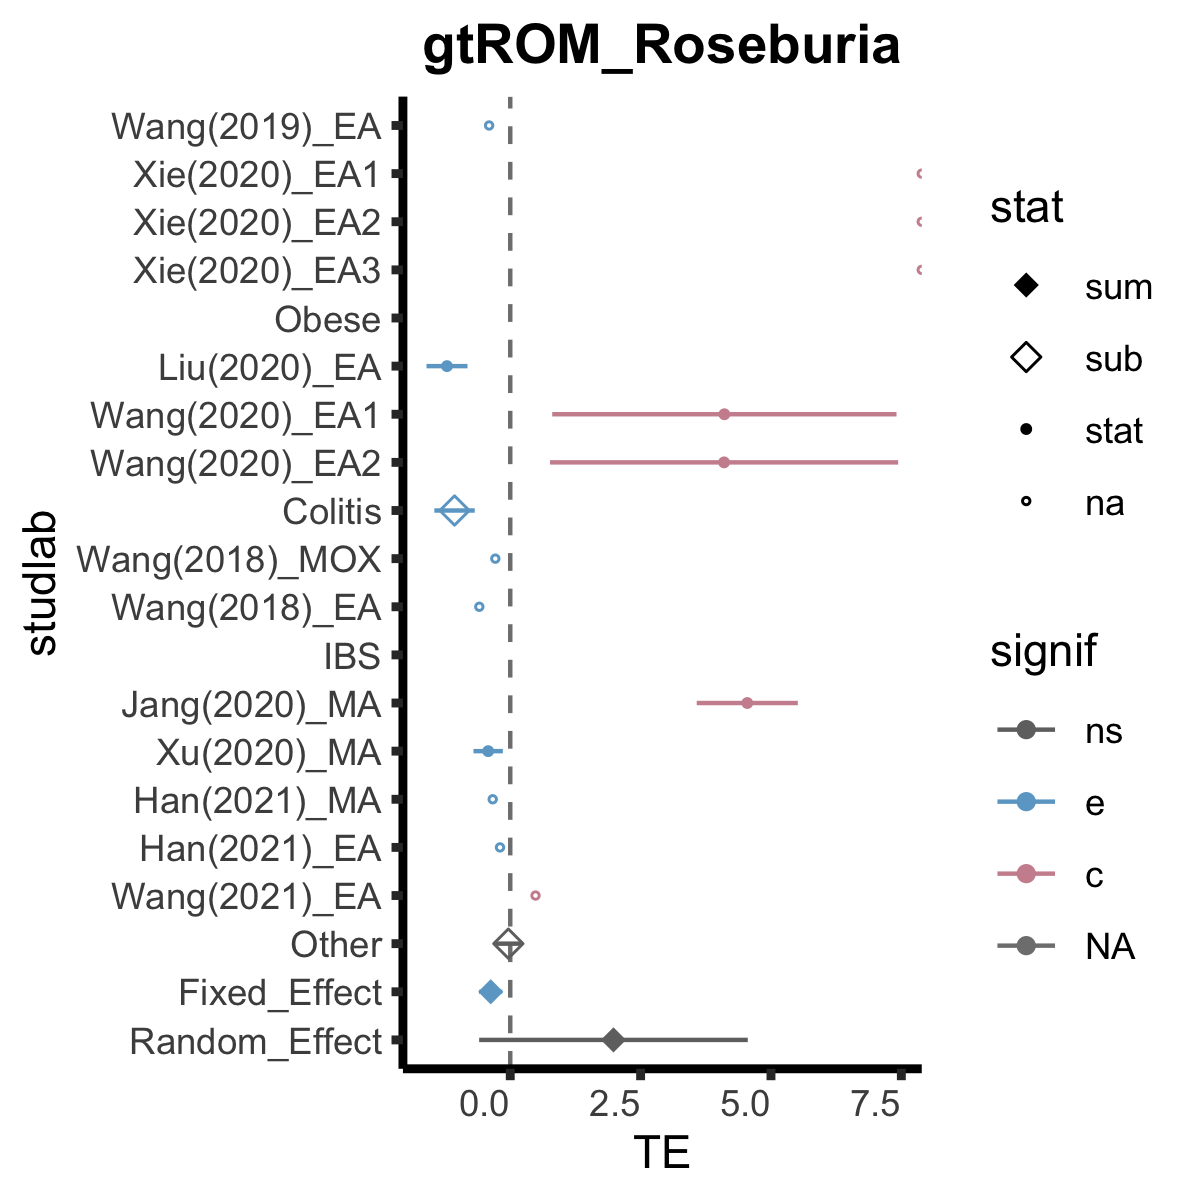 gtROM_Roseburia
Wang(2019)_EA
Xie(2020)_EA1
Xie(2020)_EA2
Xie(2020)_EA3
Obese
Liu(2020)_EA
Wang(2020)_EA1
Wang(2020)_EA2
Colitis
Wang(2018)_MOX
Wang(2018)_EA
IBS
Jang(2020)_MA
Xu(2020)_MA
Han(2021)_MA
Han(2021)_EA
Wang(2021)_EA
Other
Fixed_Effect
Random_Effect
studlab
0.0 2.5 5.0 7.5
TE
stat
sum
sub
stat
na
signif
ns
e
c
NA